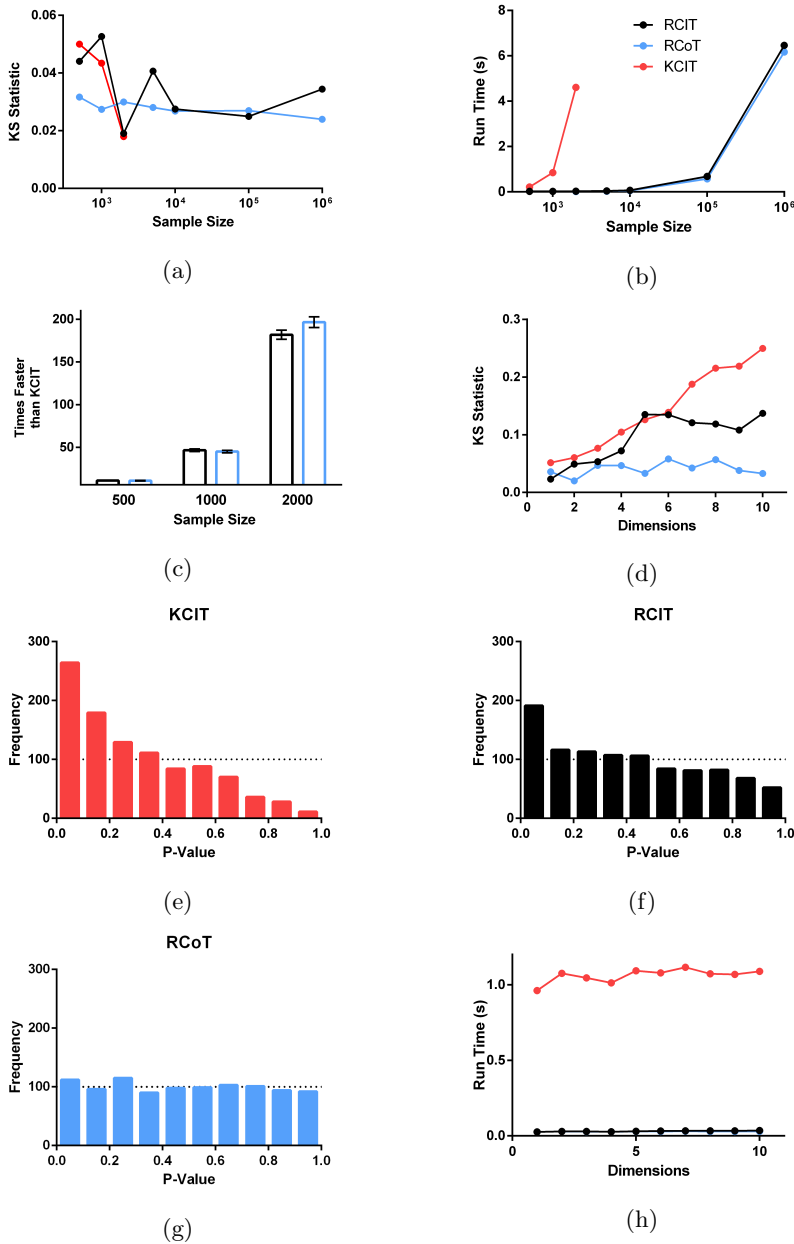 0.06
0.04
0.02
0.00
KS Statistic
10³ 10⁴ 10⁵ 10⁶
Sample Size
(a)
8
6
4
2
0
Run Time (s)
RCIT
RCoT
KCIT
10³ 10⁴ 10⁵ 10⁶
Sample Size
(b)
200
150
100
50
Times Faster
than KCIT
500 1000 2000
Sample Size
(c)
0.3
0.2
0.1
0.0
KS Statistic
0 2 4 6 8 10
Dimensions
(d)
KCIT
300
200
100
0
Frequency
0.0 0.2 0.4 0.6 0.8 1.0
P-Value
(e)
RCIT
300
200
100
0
Frequency
0.0 0.2 0.4 0.6 0.8 1.0
P-Value
(f)
RCoT
300
200
100
0
Frequency
0.0 0.2 0.4 0.6 0.8 1.0
P-Value
(g)
1.0
0.5
0.0
Run Time (s)
0 5 10
Dimensions
(h)